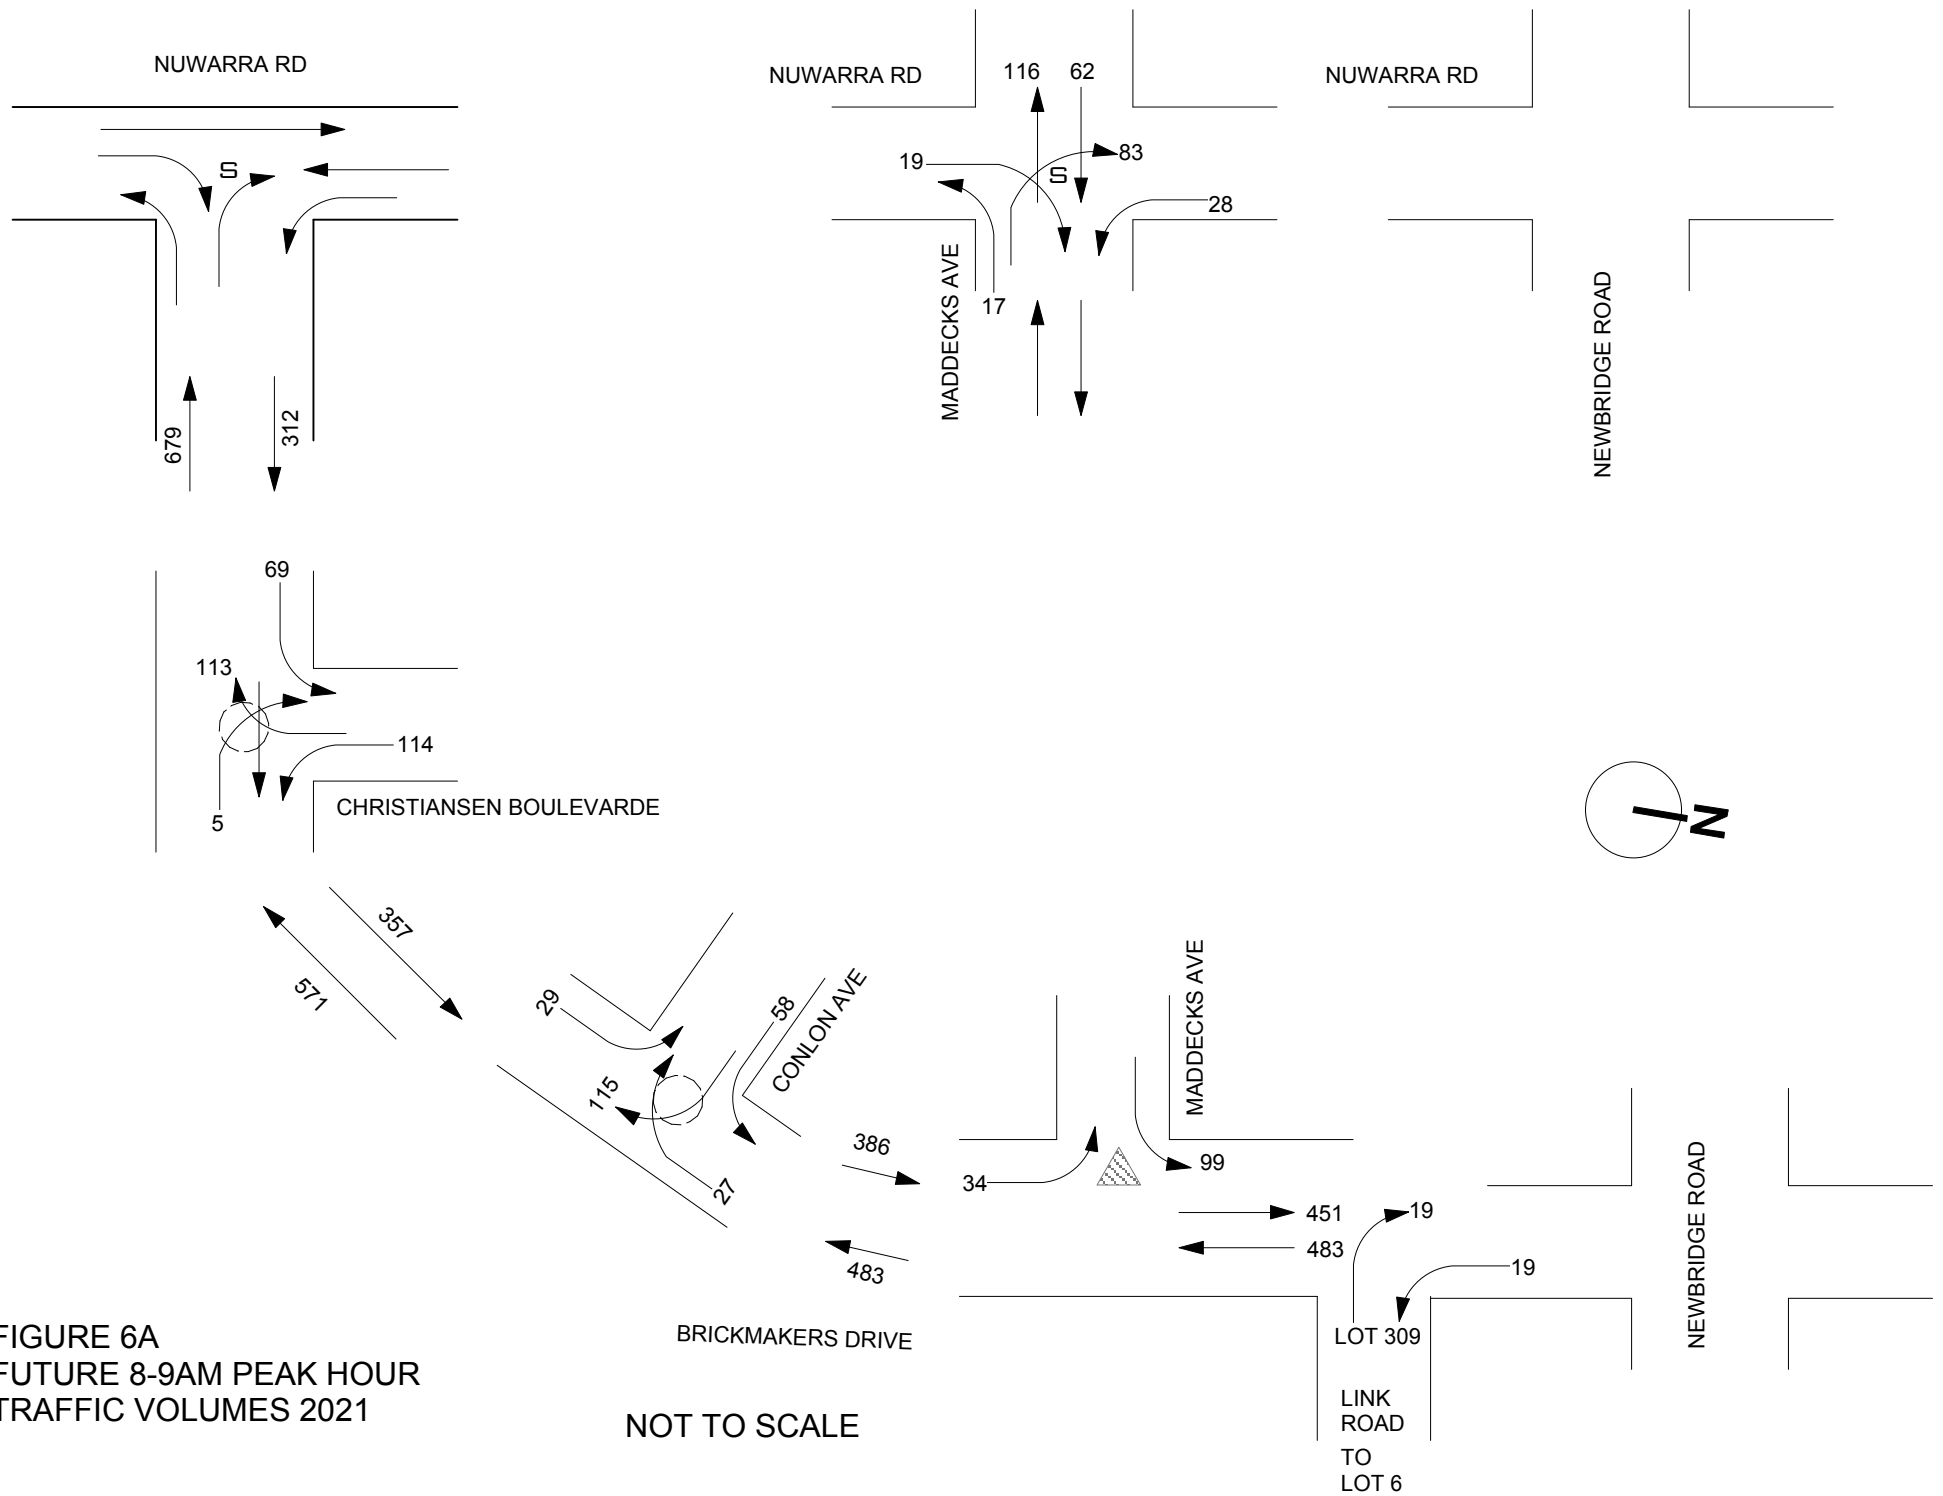 NUWARRA RD
NUWARRA RD
116
62
NUWARRA RD
S
19
S
83
28
17
MADDECKS AVE
NEWBRIDGE ROAD
679
312
69
113
114
5
CHRISTIANSEN BOULEVARDE
N
357
571
29
58
CONLON AVE
115
27
MADDECKS AVE
386
34
99
451
19
483
483
19
NEWBRIDGE ROAD
BRICKMAKERS DRIVE
LOT 309
LINK
ROAD
TO
LOT 6
FIGURE 6A
FUTURE 8-9AM PEAK HOUR
TRAFFIC VOLUMES 2021
NOT TO SCALE